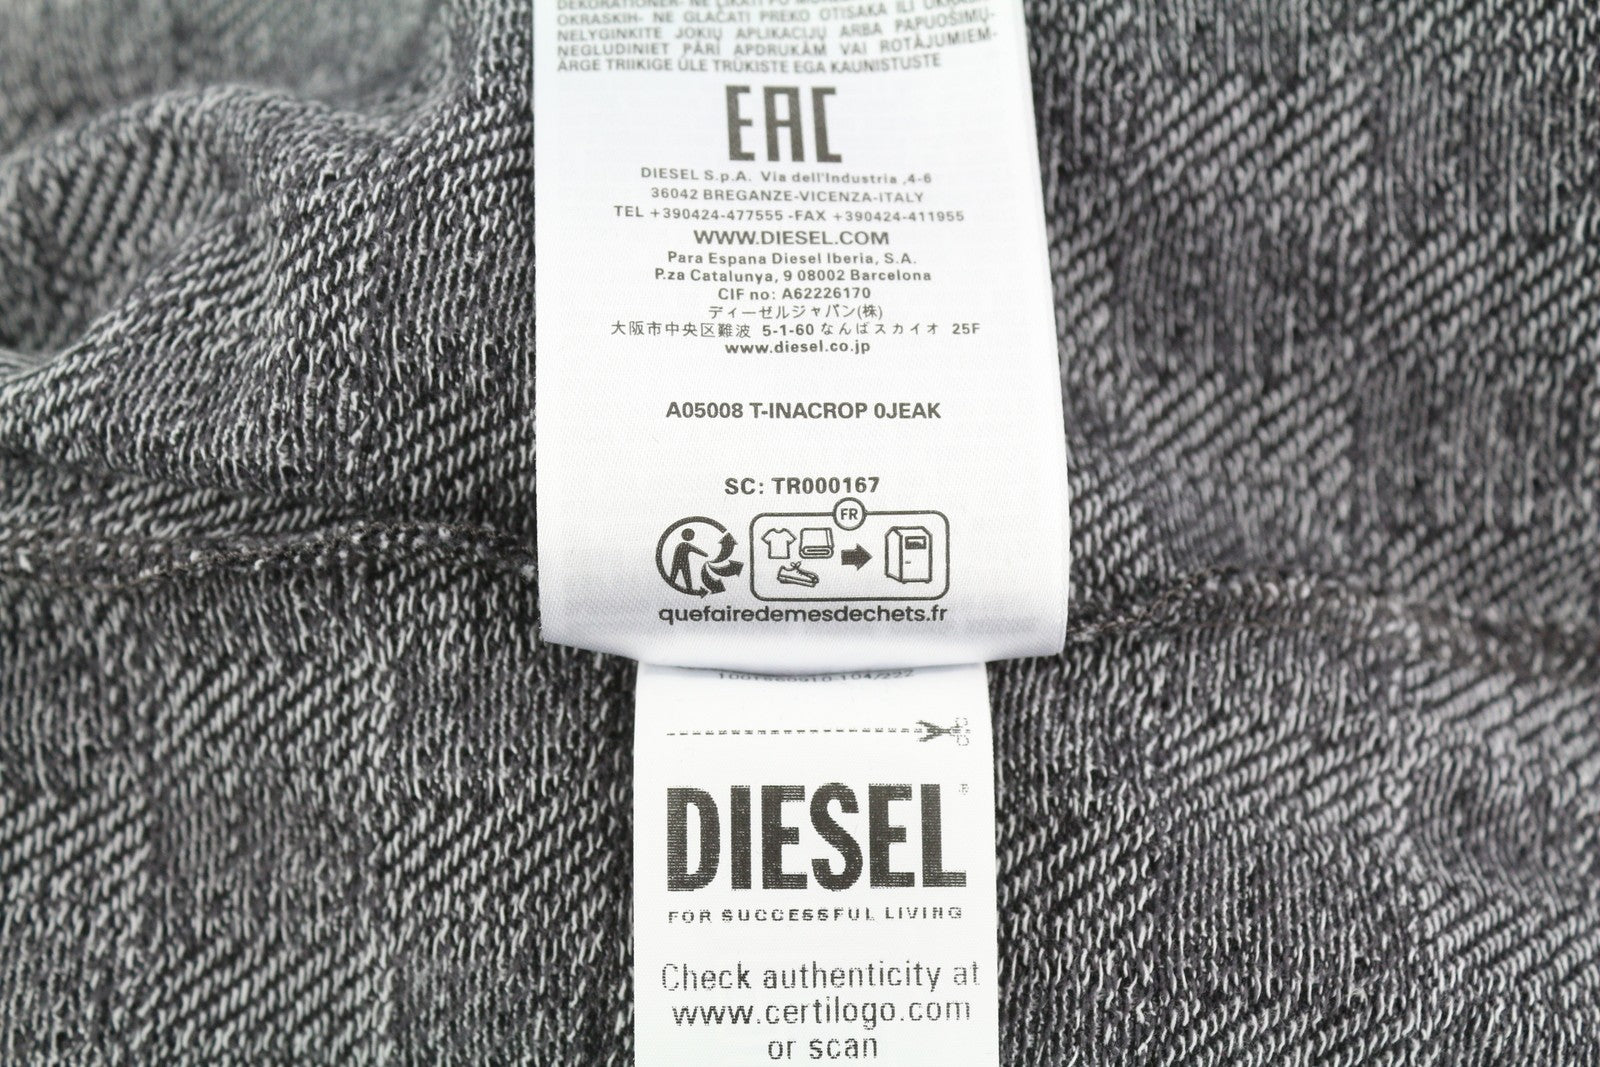 OKRASKIH- NE GLAČATI PREKO OTISAKA ILI
NELYGINKITE JOKIŲ APLIKACIJŲ ARBA PAPUOŠIMŲ-
NEGLUDINIET PĀRI APDRUKĀM VAI ROTĀJUMIEM-
ÄRGE TRIIKIGE ÜLE TRÜKISTE EGA KAUNISTUSTE
EAC
DIESEL S.p.A. Via dell'Industria ,4-6
36042 BREGANZE-VICENZA-ITALY
TEL +390424-477555 -FAX +390424-411955
WWW.DIESEL.COM
Para Espana Diesel Iberia, S.A.
P.za Catalunya, 9 08002 Barcelona
CIF no: A62226170
ディーゼルジャパン(株)
大阪市中央区難波 5-1-60 なんばスカイオ 25F
www.diesel.co.jp
A05008 T-INACROP 0JEAK
SC: TR000167
FR
quefairedemesdechets.fr
DIESEL®
FOR SUCCESSFUL LIVING
Check authenticity at
www.certilogo.com
or scan